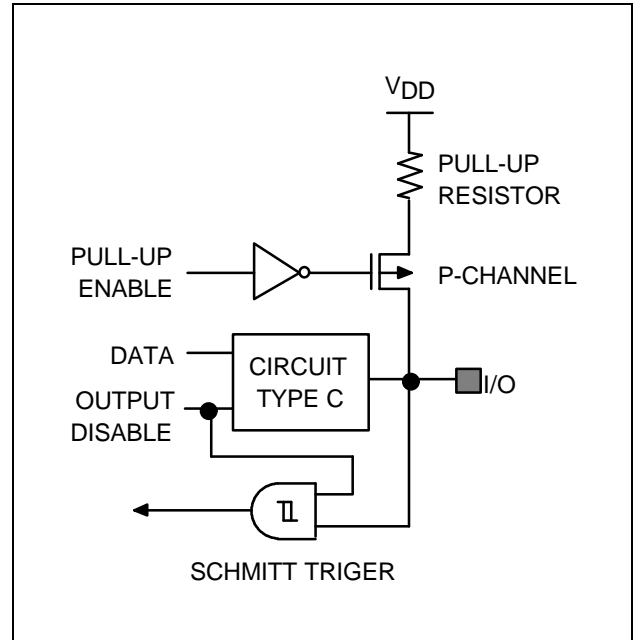 VDD
PULL-UP
RESISTOR
PULL-UP
ENABLE
P-CHANNEL
DATA
CIRCUIT
TYPE C
I/O
OUTPUT
DISABLE
SCHMITT TRIGER